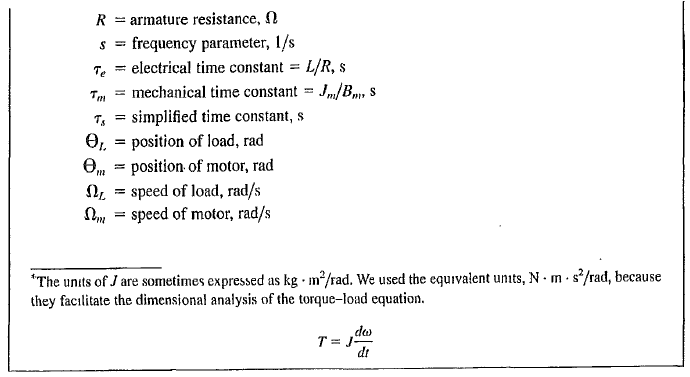 R = armature resistance, Ω
s = frequency parameter, 1/s
τe = electrical time constant = L/R, s
τm = mechanical time constant = Jm/Bm, s
τs = simplified time constant, s
ΘL = position of load, rad
Θm = position of motor, rad
ΩL = speed of load, rad/s
Ωm = speed of motor, rad/s
*The units of J are sometimes expressed as kg · m²/rad. We used the equivalent units, N · m · s²/rad, because
they facilitate the dimensional analysis of the torque–load equation.
T = J dω/dt